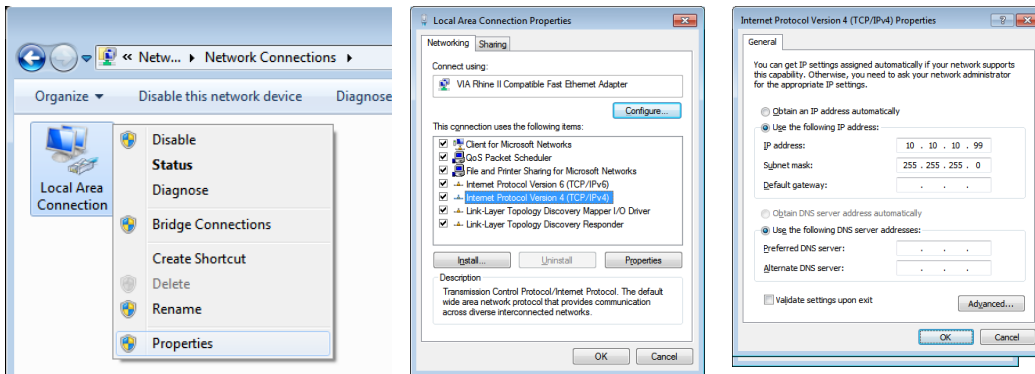 « Netw... Network Connections
Organize Disable this network device Diagnose
Local Area
Connection
Disable
Status
Diagnose
Bridge Connections
Create Shortcut
Delete
Rename
Properties
Local Area Connection Properties
Networking Sharing
Connect using:
VIA Rhine II Compatible Fast Ethernet Adapter
Configure...
This connection uses the following items:
Client for Microsoft Networks
QoS Packet Scheduler
File and Printer Sharing for Microsoft Networks
Internet Protocol Version 6 (TCP/IPv6)
Internet Protocol Version 4 (TCP/IPv4)
Link-Layer Topology Discovery Mapper I/O Driver
Link-Layer Topology Discovery Responder
Install... Uninstall Properties
Description
Transmission Control Protocol/Internet Protocol. The default
wide area network protocol that provides communication
across diverse interconnected networks.
OK Cancel
Internet Protocol Version 4 (TCP/IPv4) Properties
General
You can get IP settings assigned automatically if your network supports
this capability. Otherwise, you need to ask your network administrator
for the appropriate IP settings.
Obtain an IP address automatically
Use the following IP address:
IP address: 10 . 10 . 10 . 99
Subnet mask: 255 . 255 . 255 . 0
Default gateway: . . .
Obtain DNS server address automatically
Use the following DNS server addresses:
Preferred DNS server: . . .
Alternate DNS server: . . .
Validate settings upon exit Advanced...
OK Cancel